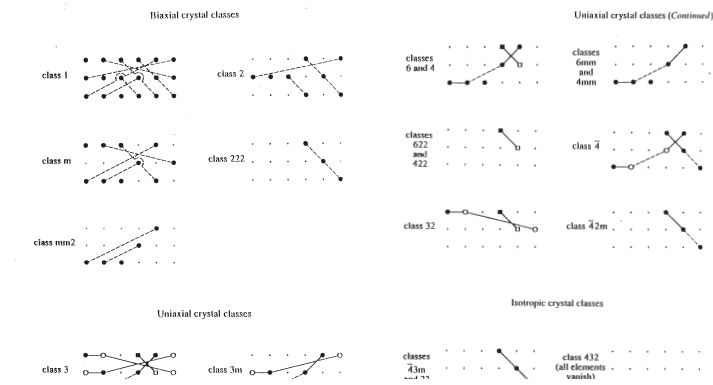 Biaxial crystal classes
class 1
class 2
class m
class 222
class mm2
Uniaxial crystal classes
class 3
class 3m
Uniaxial crystal classes (Continued)
classes
6 and 4
classes
6mm
and
4mm
classes
622
and
422
class 4̅
class 32
class 4̅2m
Isotropic crystal classes
classes
4̅3m
and 23
class 432
(all elements
vanish)